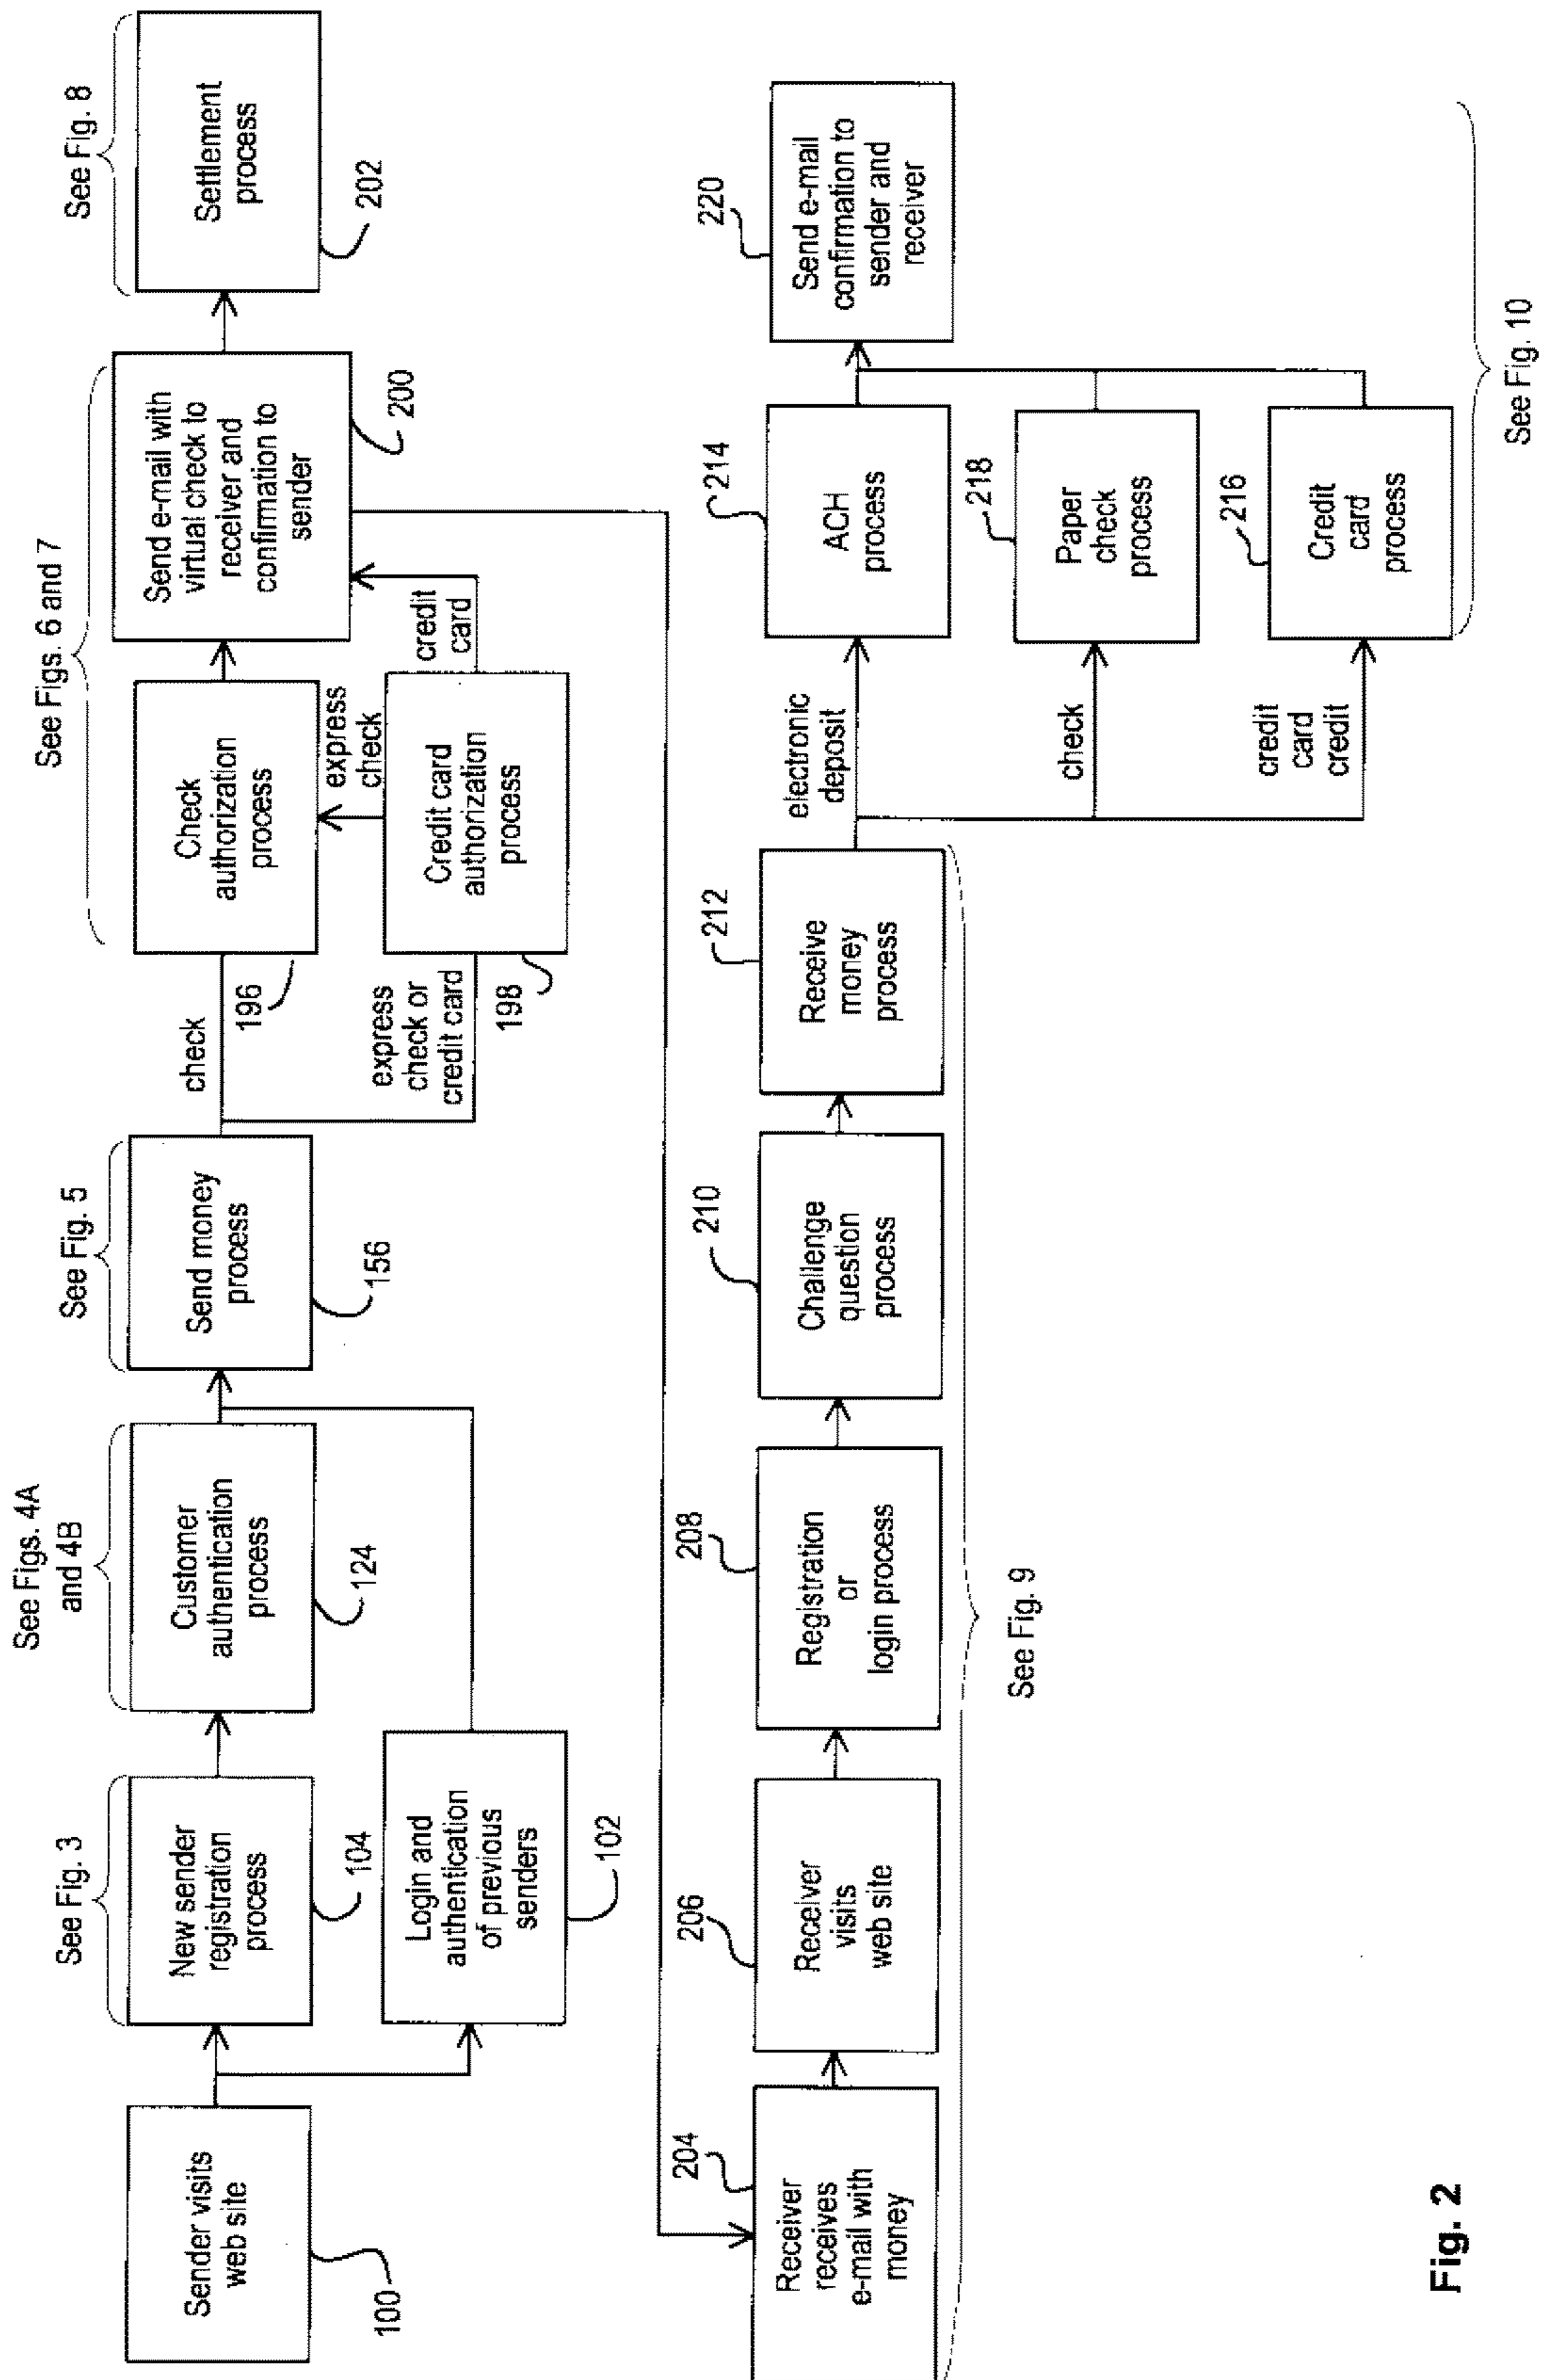 See Fig. 3
See Figs. 4A
and 4B
See Fig. 5
See Figs. 6 and 7
See Fig. 8
Sender visits
web site
100
New sender
registration
process
104
Login and
authentication
of previous
senders
102
Customer
authentication
process
124
Send money
process
156
check
express
check or
credit card
Check
authorization
process
196
express
check
Credit card
authorization
process
198
credit
card
Send e-mail with
virtual check to
receiver and
confirmation to
sender
200
Settlement
process
202
204
Receiver
receives
e-mail with
money
206
Receiver
visits
web site
208
Registration
or
login process
210
Challenge
question
process
212
Receive
money
process
See Fig. 9
electronic
deposit
check
credit
card
credit
214
ACH
process
218
Paper
check
process
216
Credit
card
process
220
Send e-mail
confirmation to
sender and
receiver
See Fig. 10
Fig. 2